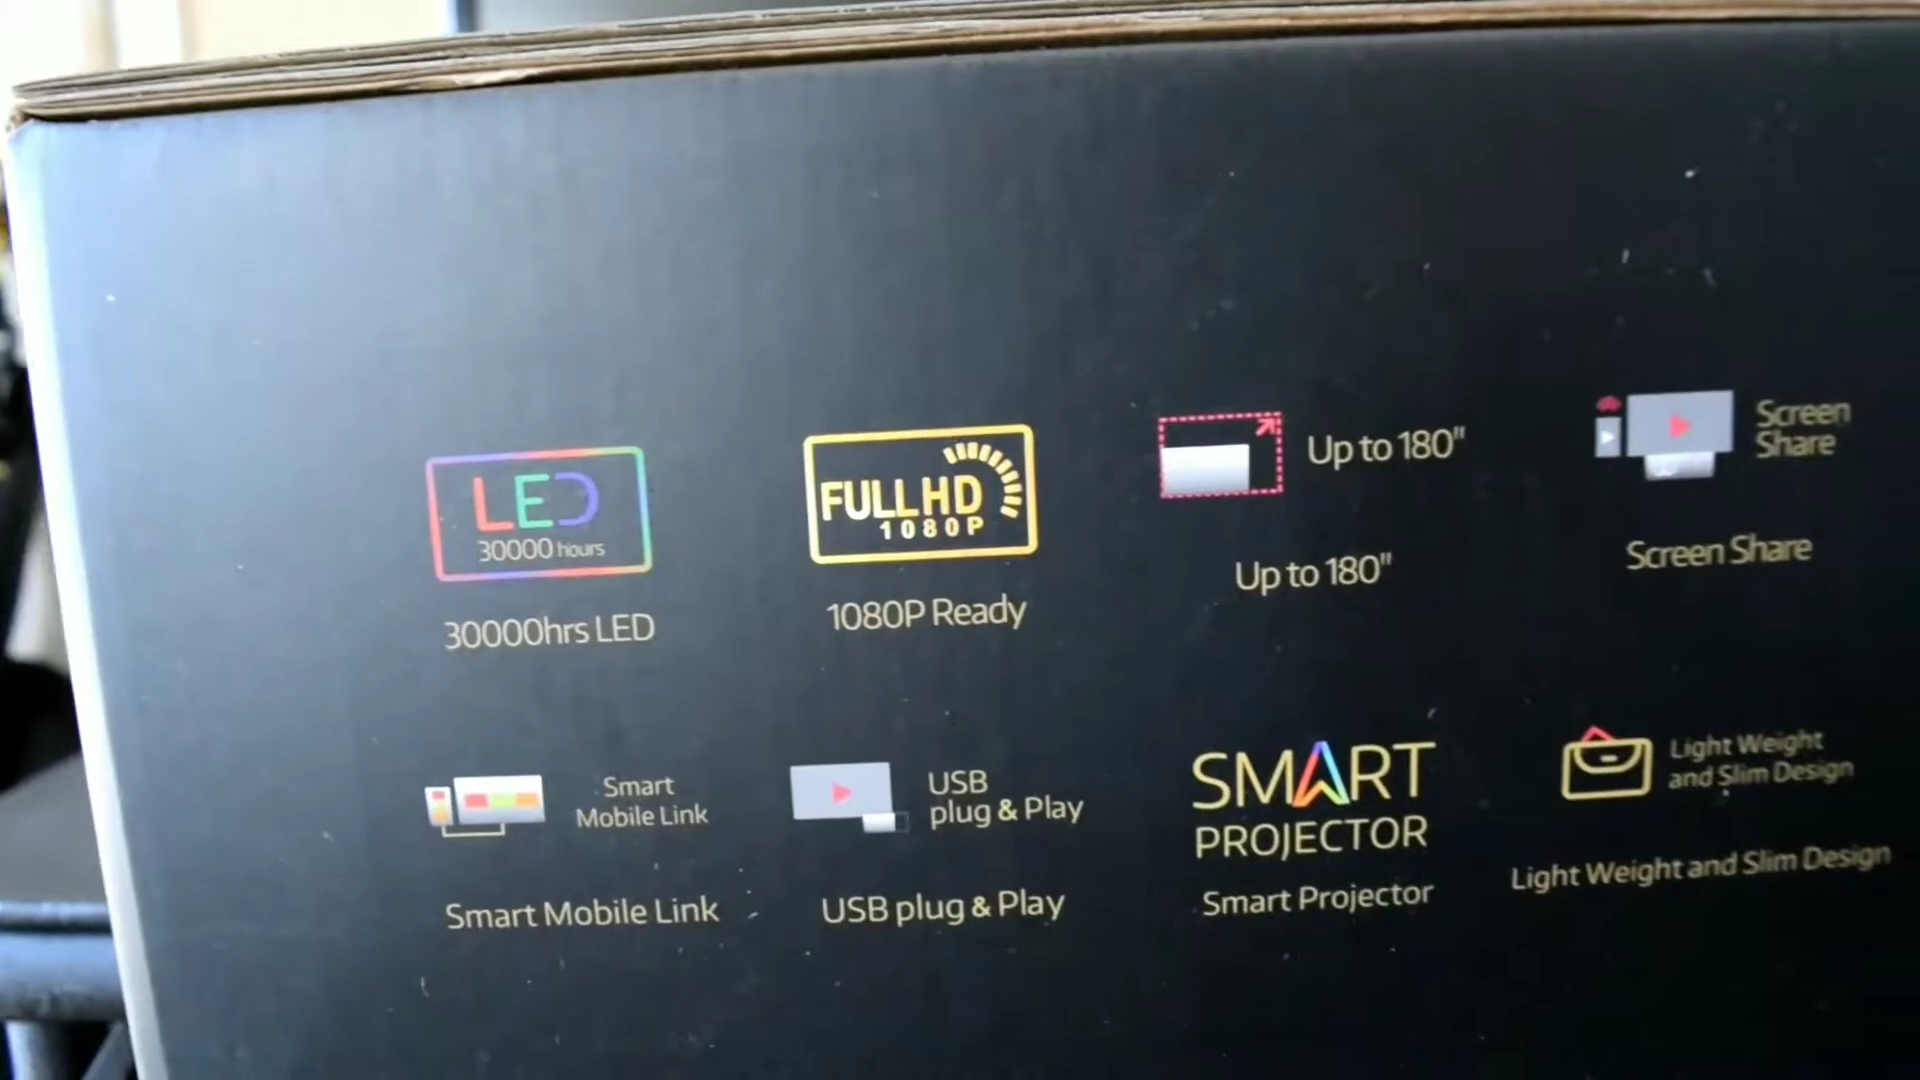 LED
30000 hours
30000hrs LED
FULLHD
1080P
1080P Ready
Up to 180"
Up to 180"
Screen
Share
Screen Share
Smart
Mobile Link
Smart Mobile Link
USB
plug & Play
USB plug & Play
SMART
PROJECTOR
Smart Projector
Light Weight
and Slim Design
Light Weight and Slim Design